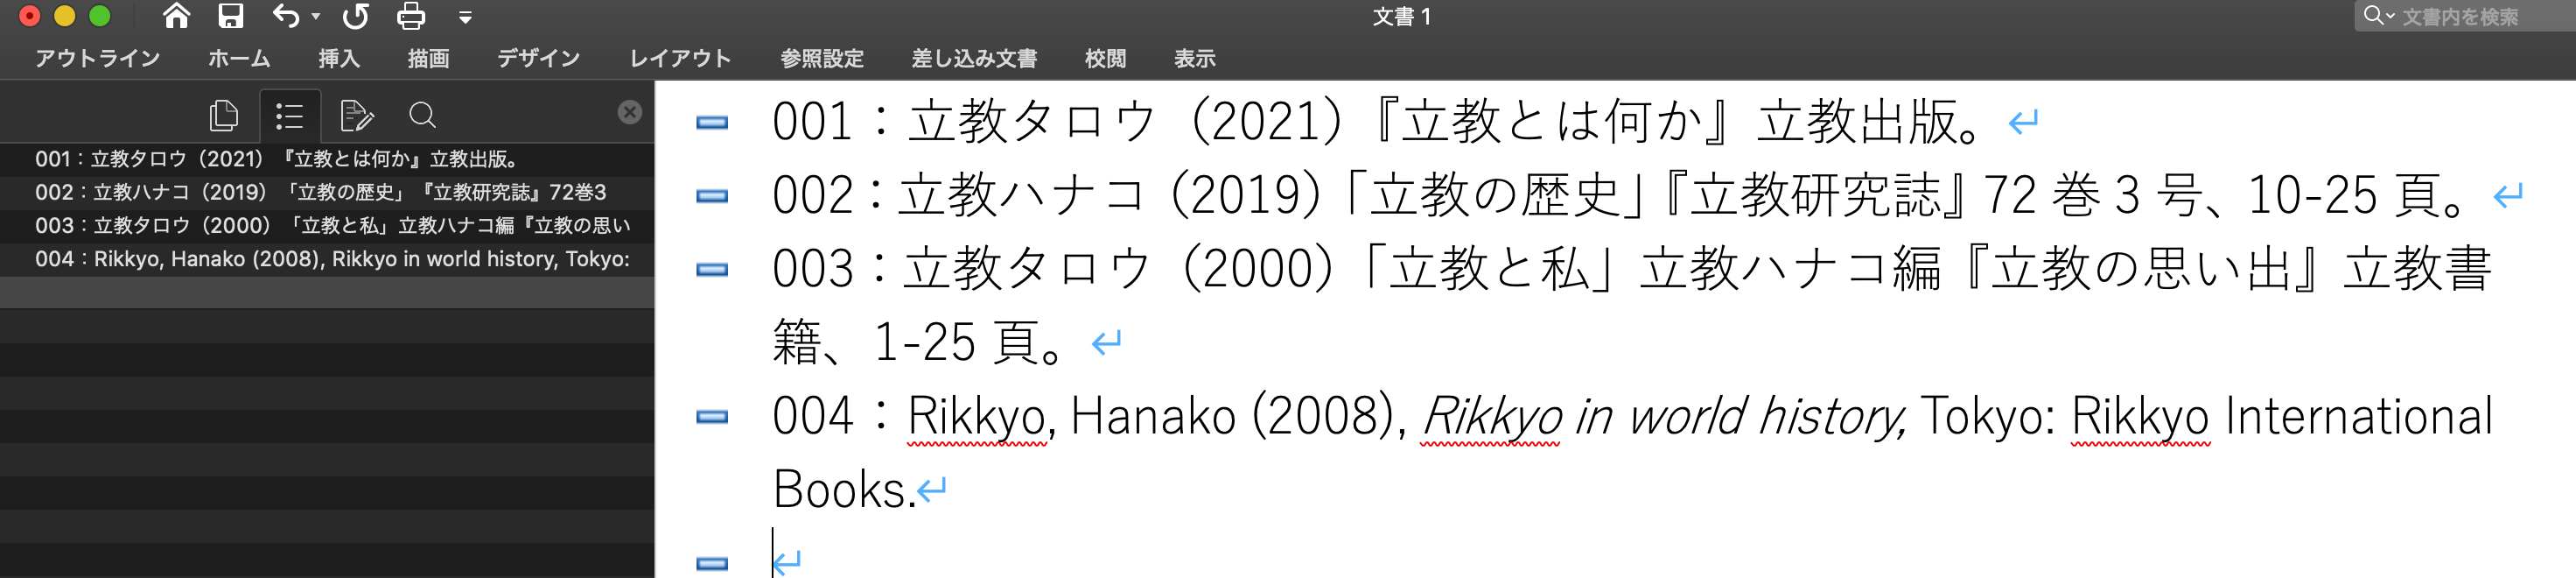 文書 1
文書内を検索
アウトライン ホーム 挿入 描画 デザイン レイアウト 参照設定 差し込み文書 校閲 表示
001：立教タロウ（2021）『立教とは何か』立教出版。
002：立教ハナコ（2019）「立教の歴史」『立教研究誌』72巻3
003：立教タロウ（2000）「立教と私」立教ハナコ編『立教の思い
004：Rikkyo, Hanako (2008), Rikkyo in world history, Tokyo:
001：立教タロウ（2021）『立教とは何か』立教出版。
002：立教ハナコ（2019）「立教の歴史」『立教研究誌』72 巻 3 号、10-25 頁。
003：立教タロウ（2000）「立教と私」立教ハナコ編『立教の思い出』立教書
籍、1-25 頁。
004：Rikkyo, Hanako (2008), Rikkyo in world history, Tokyo: Rikkyo International
Books.